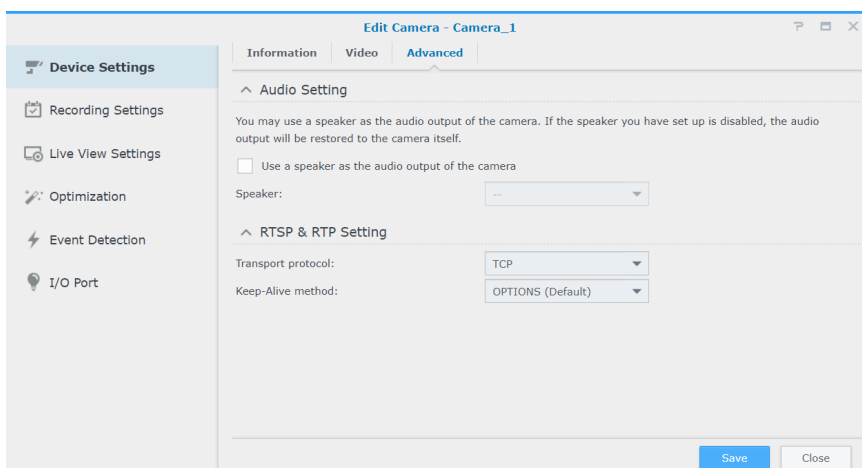 Edit Camera - Camera_1
Device Settings
Recording Settings
Live View Settings
Optimization
Event Detection
I/O Port
Information Video Advanced
Audio Setting
You may use a speaker as the audio output of the camera. If the speaker you have set up is disabled, the audio
output will be restored to the camera itself.
Use a speaker as the audio output of the camera
Speaker: --
RTSP & RTP Setting
Transport protocol: TCP
Keep-Alive method: OPTIONS (Default)
Save Close